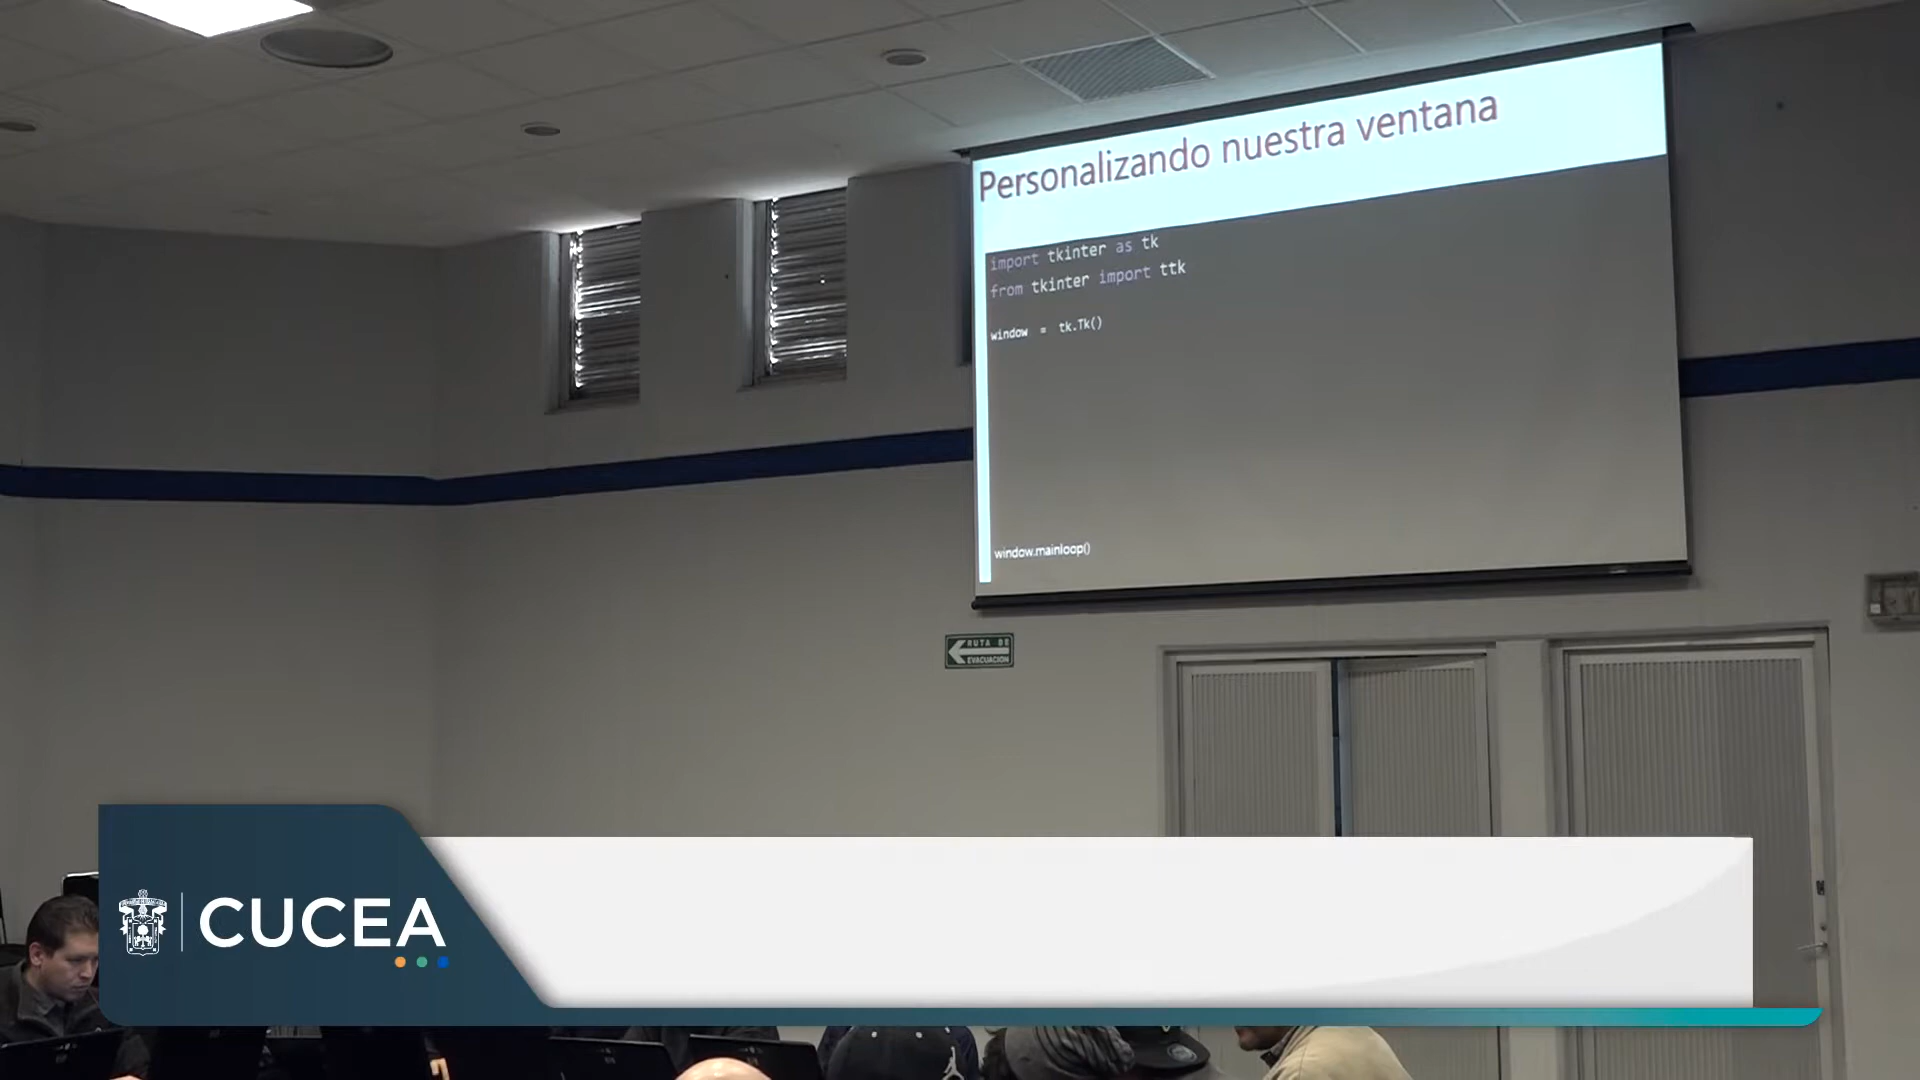 Personalizando nuestra ventana
import tkinter as tk
from tkinter import ttk
window = tk.Tk()
window.mainloop()
RUTA DE
EVACUACION
CUCEA